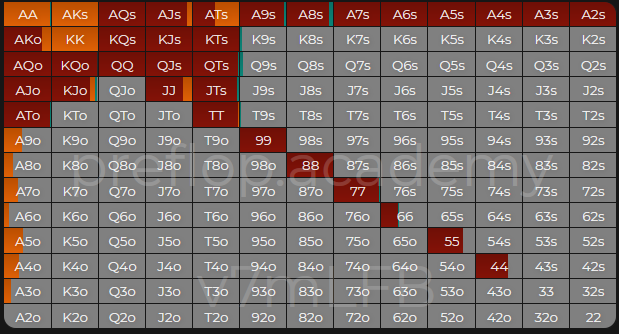 AA AKs AQs AJs ATs A9s A8s A7s A6s A5s A4s A3s A2s
AKo KK KQs KJs KTs K9s K8s K7s K6s K5s K4s K3s K2s
AQo KQo QQ QJs QTs Q9s Q8s Q7s Q6s Q5s Q4s Q3s Q2s
AJo KJo QJo JJ JTs J9s J8s J7s J6s J5s J4s J3s J2s
ATo KTo QTo JTo TT T9s T8s T7s T6s T5s T4s T3s T2s
A9o K9o Q9o J9o T9o 99 98s 97s 96s 95s 94s 93s 92s
A8o K8o Q8o J8o T8o 98o 88 87s 86s 85s 84s 83s 82s
preflop.academy
A7o K7o Q7o J7o T7o 97o 87o 77 76s 75s 74s 73s 72s
A6o K6o Q6o J6o T6o 96o 86o 76o 66 65s 64s 63s 62s
A5o K5o Q5o J5o T5o 95o 85o 75o 65o 55 54s 53s 52s
A4o K4o Q4o J4o T4o 94o 84o 74o 64o 54o 44 43s 42s
v7mLFB
A3o K3o Q3o J3o T3o 93o 83o 73o 63o 53o 43o 33 32s
A2o K2o Q2o J2o T2o 92o 82o 72o 62o 52o 42o 32o 22